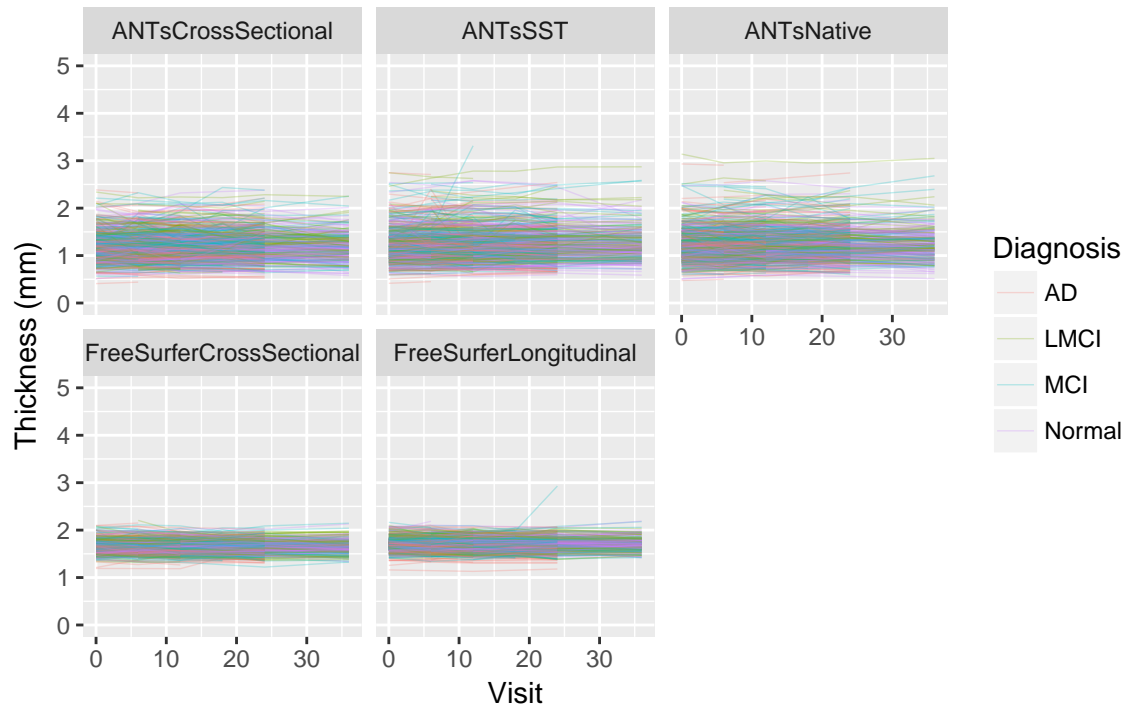 ANTsCrossSectional ANTsSST ANTsNative
5
4
3
2
1
0
0 10 20 30
FreeSurferCrossSectional FreeSurferLongitudinal
5
4
3
2
1
0
0 10 20 30 0 10 20 30
Thickness (mm)
Visit
Diagnosis
AD
LMCI
MCI
Normal